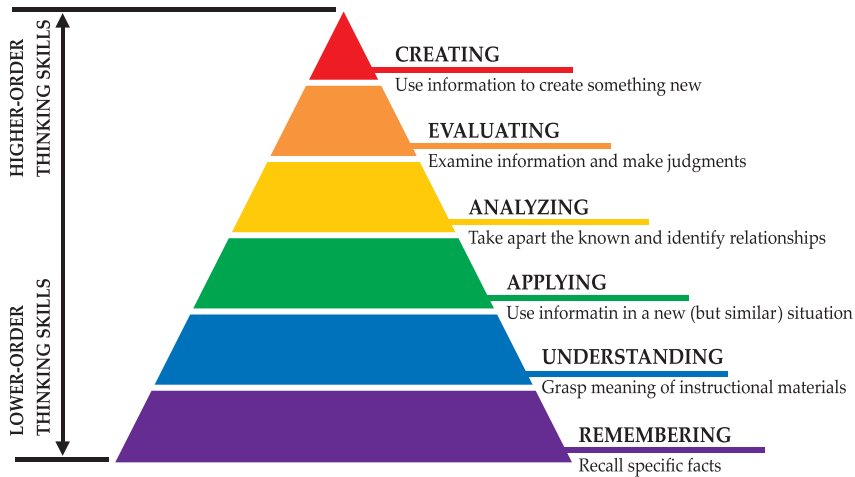 HIGHER-ORDER
THINKING SKILLS
LOWER-ORDER
THINKING SKILLS
CREATING
Use information to create something new
EVALUATING
Examine information and make judgments
ANALYZING
Take apart the known and identify relationships
APPLYING
Use informatin in a new (but similar) situation
UNDERSTANDING
Grasp meaning of instructional materials
REMEMBERING
Recall specific facts